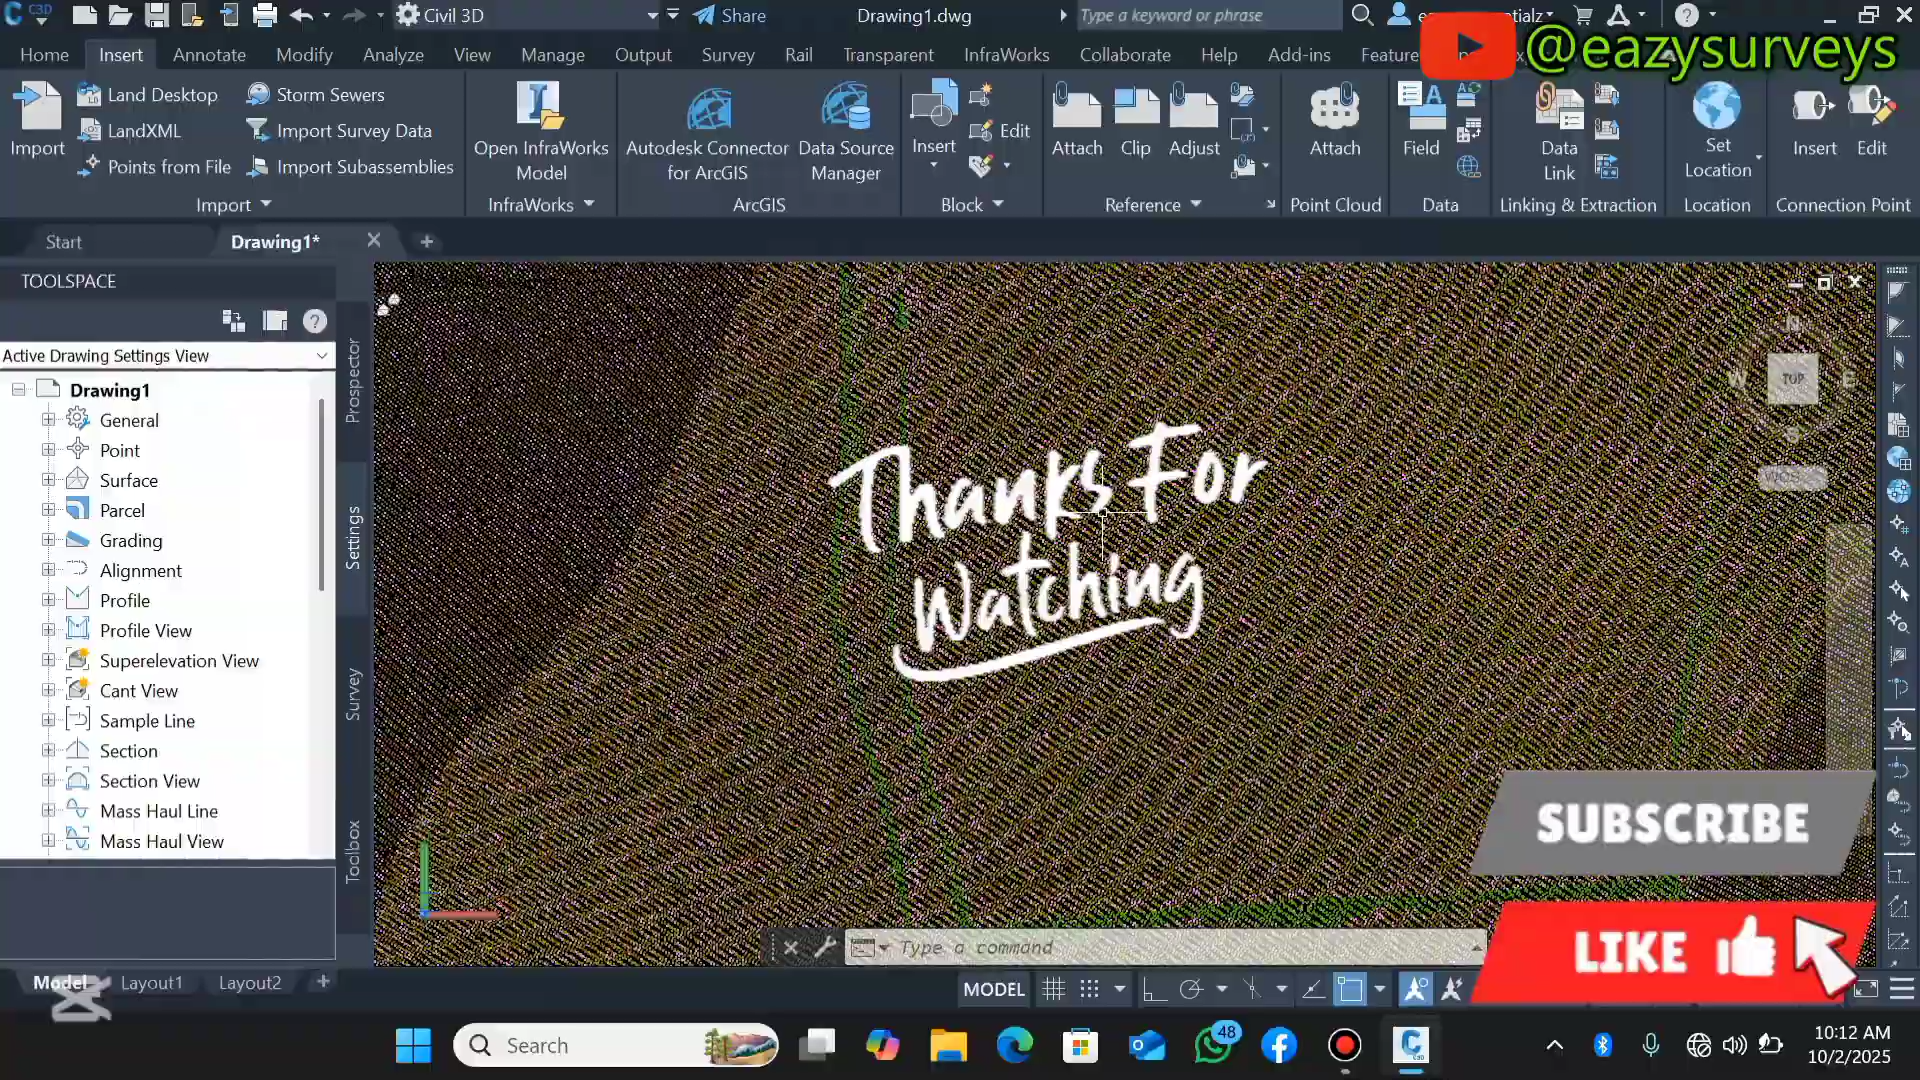 Civil 3D
Share
Drawing1.dwg
Type a keyword or phrase
Home Insert Annotate Modify Analyze View Manage Output Survey Rail Transparent InfraWorks Collaborate Help Add-ins
@eazysurveys
Import
Land Desktop
LandXML
Points from File
Storm Sewers
Import Survey Data
Import Subassemblies
Import
Open InfraWorks
Model
InfraWorks
Autodesk Connector
for ArcGIS
Data Source
Manager
ArcGIS
Insert
Edit
Block
Attach
Clip
Adjust
Reference
Attach
Point Cloud
Field
Data
Data
Link
Linking & Extraction
Set
Location
Location
Insert
Edit
Connection Point
Start
Drawing1*
TOOLSPACE
Active Drawing Settings View
Drawing1
General
Point
Surface
Parcel
Grading
Alignment
Profile
Profile View
Superelevation View
Cant View
Sample Line
Section
Section View
Mass Haul Line
Mass Haul View
Prospector
Settings
Survey
Toolbox
N
W
TOP
E
S
WCS
Thanks For
Watching
SUBSCRIBE
LIKE
Type a command
Model
Layout1
Layout2
MODEL
Search
48
10:12 AM
10/2/2025